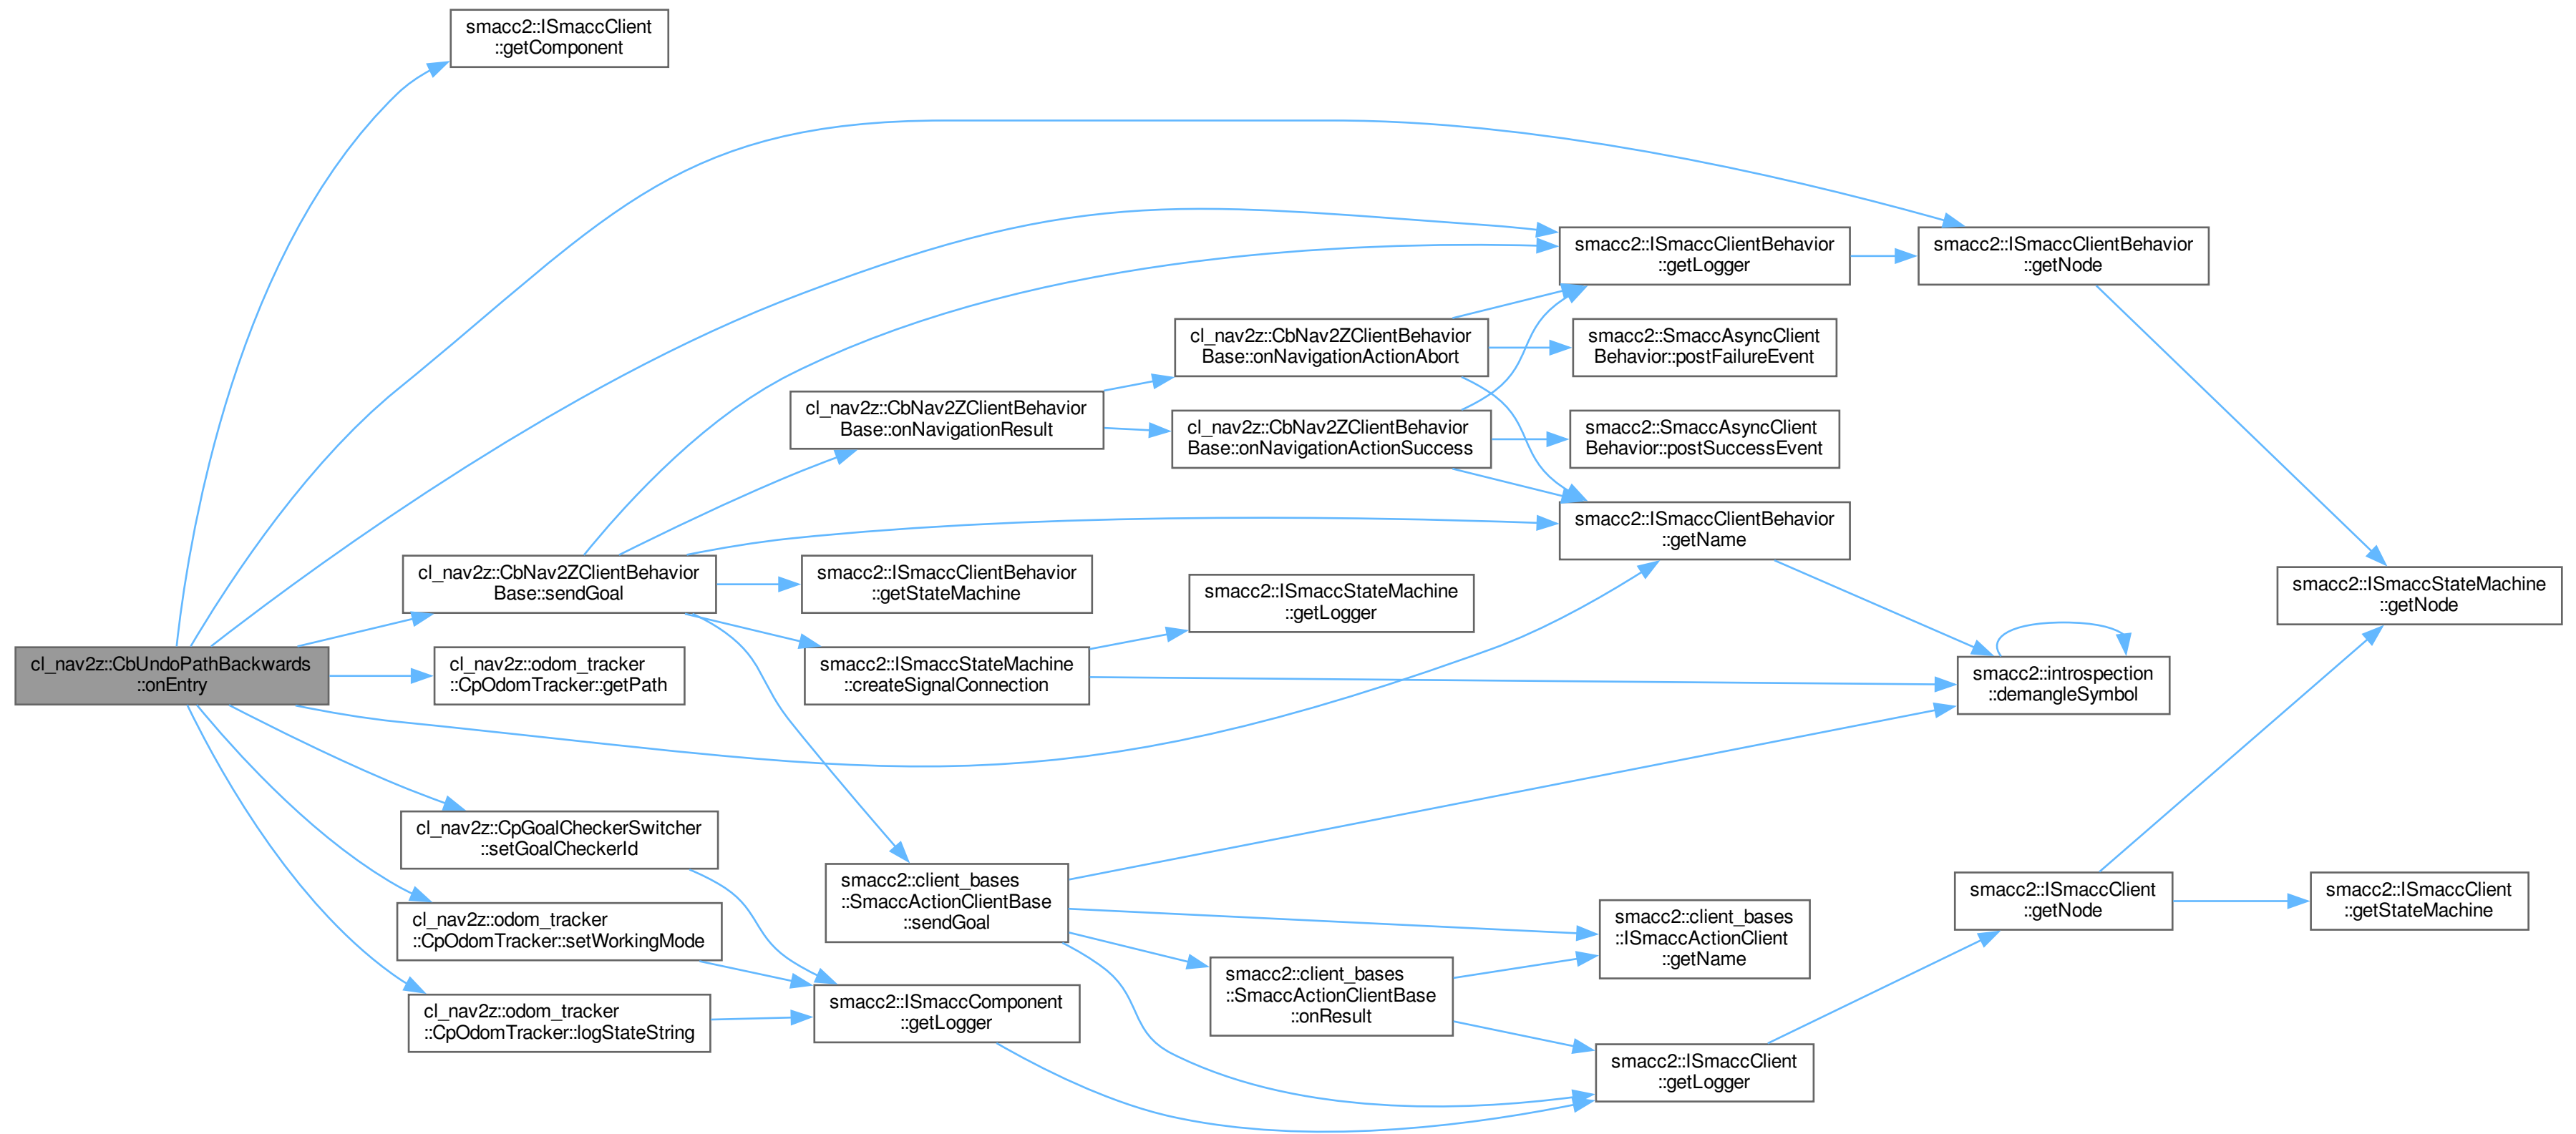 smacc2::ISmaccClient
::getComponent
smacc2::ISmaccClientBehavior
::getLogger
smacc2::ISmaccClientBehavior
::getNode
cl_nav2z::CbNav2ZClientBehavior
Base::onNavigationActionAbort
smacc2::SmaccAsyncClient
Behavior::postFailureEvent
cl_nav2z::CbNav2ZClientBehavior
Base::onNavigationResult
cl_nav2z::CbNav2ZClientBehavior
Base::onNavigationActionSuccess
smacc2::SmaccAsyncClient
Behavior::postSuccessEvent
smacc2::ISmaccClientBehavior
::getName
cl_nav2z::CbNav2ZClientBehavior
Base::sendGoal
smacc2::ISmaccClientBehavior
::getStateMachine
smacc2::ISmaccStateMachine
::getLogger
smacc2::ISmaccStateMachine
::getNode
cl_nav2z::CbUndoPathBackwards
::onEntry
cl_nav2z::odom_tracker
::CpOdomTracker::getPath
smacc2::ISmaccStateMachine
::createSignalConnection
smacc2::introspection
::demangleSymbol
cl_nav2z::CpGoalCheckerSwitcher
::setGoalCheckerId
smacc2::client_bases
::SmaccActionClientBase
::sendGoal
smacc2::ISmaccClient
::getNode
smacc2::ISmaccClient
::getStateMachine
cl_nav2z::odom_tracker
::CpOdomTracker::setWorkingMode
smacc2::client_bases
::ISmaccActionClient
::getName
cl_nav2z::odom_tracker
::CpOdomTracker::logStateString
smacc2::ISmaccComponent
::getLogger
smacc2::client_bases
::SmaccActionClientBase
::onResult
smacc2::ISmaccClient
::getLogger